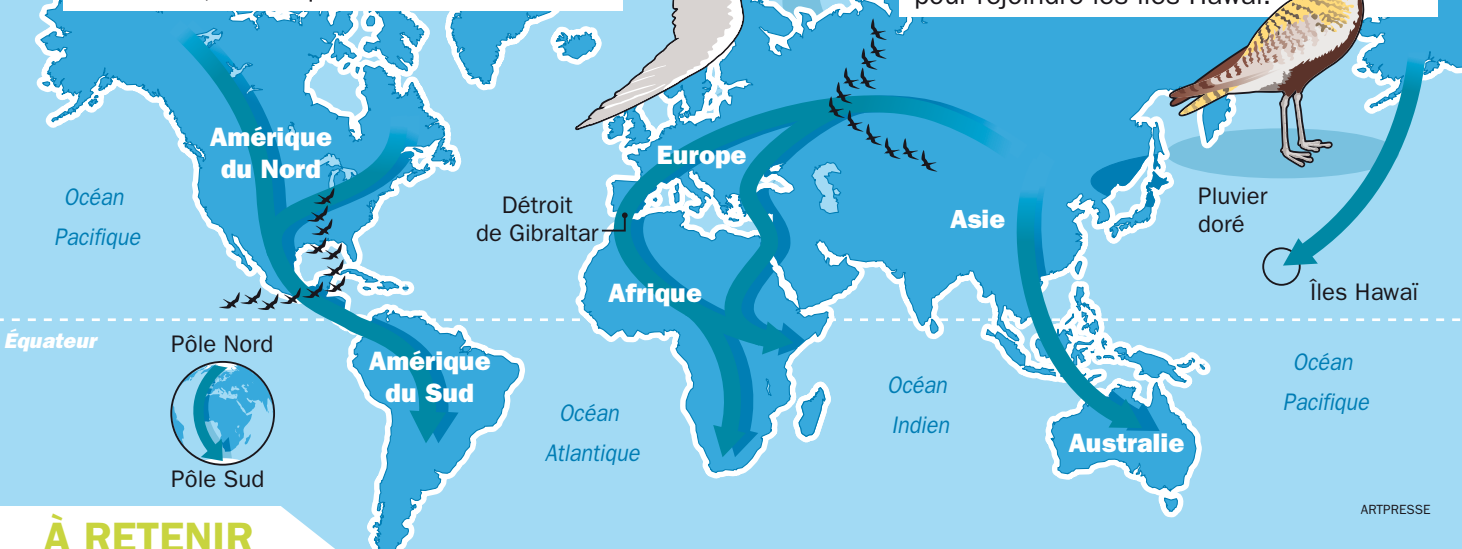 pour rejoindre les îles Hawaï.
Amérique
du Nord
Océan
Pacifique
Europe
Détroit
de Gibraltar
Asie
Pluvier
doré
Afrique
Îles Hawaï
Équateur
Pôle Nord
Amérique
du Sud
Océan
Atlantique
Océan
Indien
Océan
Pacifique
Australie
Pôle Sud
ARTPRESSE
À RETENIR